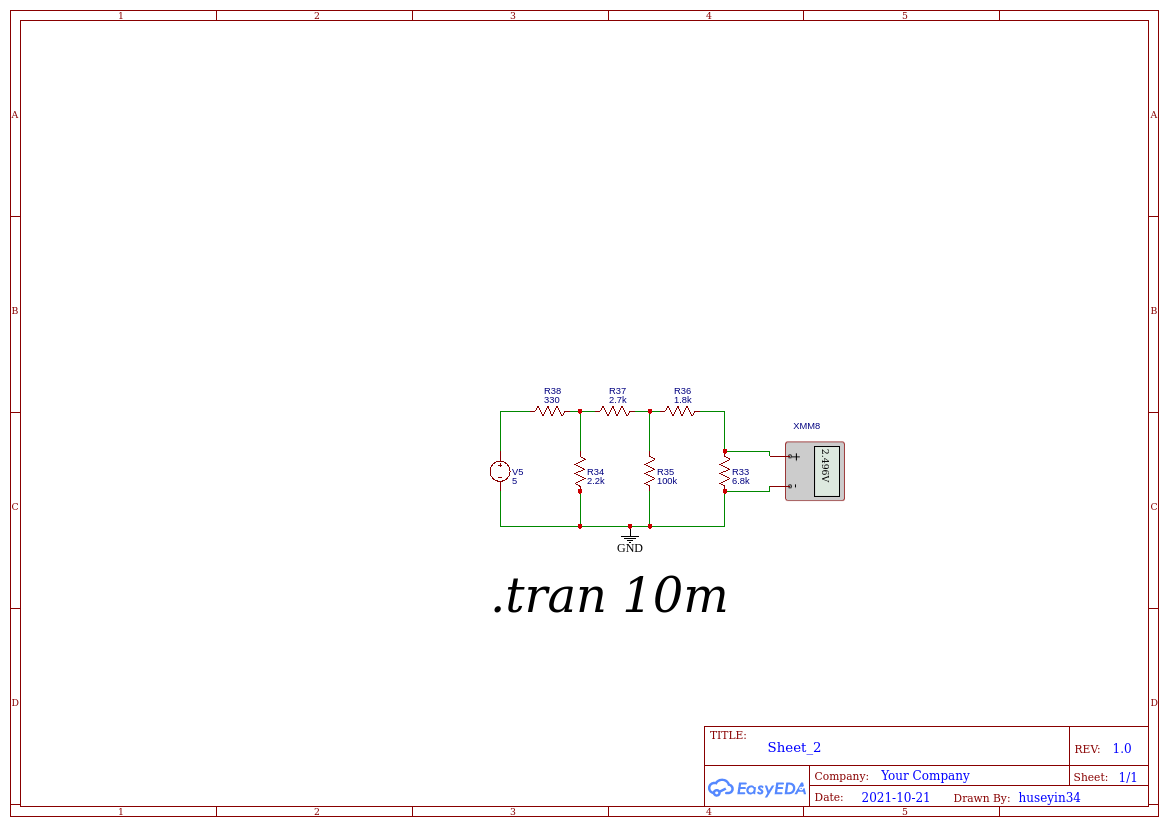 1 2 3 4 5
A A
B B
R38 R37 R36
330 2.7k 1.8k
XMM8
+ 2.496V
-
V5 R34 R35 R33
5 2.2k 100k 6.8k
C C
GND
.tran 10m
D D
TITLE:
Sheet_2
REV: 1.0
EasyEDA
Company: Your Company
Sheet: 1/1
Date: 2021-10-21 Drawn By: huseyin34
1 2 3 4 5